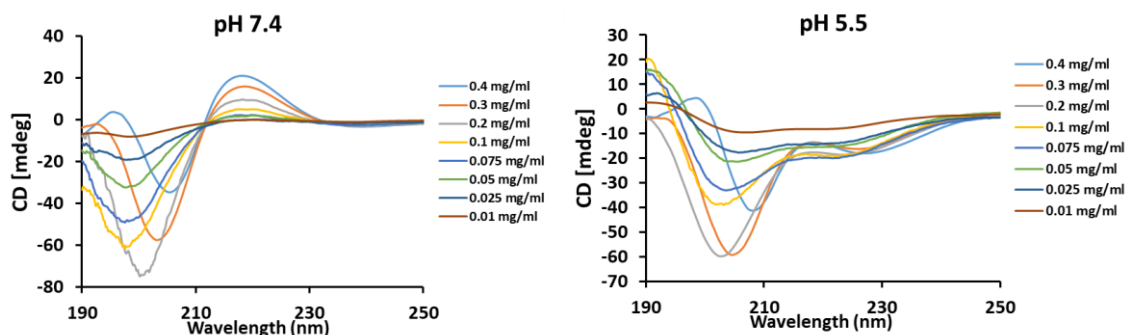 pH 7.4
CD [mdeg]
40
20
0
-20
-40
-60
-80
190
210
230
250
Wavelength (nm)
0.4 mg/ml
0.3 mg/ml
0.2 mg/ml
0.1 mg/ml
0.075 mg/ml
0.05 mg/ml
0.025 mg/ml
0.01 mg/ml
pH 5.5
CD [mdeg]
30
20
10
0
-10
-20
-30
-40
-50
-60
-70
190
210
230
250
Wavelength (nm)
0.4 mg/ml
0.3 mg/ml
0.2 mg/ml
0.1 mg/ml
0.075 mg/ml
0.05 mg/ml
0.025 mg/ml
0.01 mg/ml